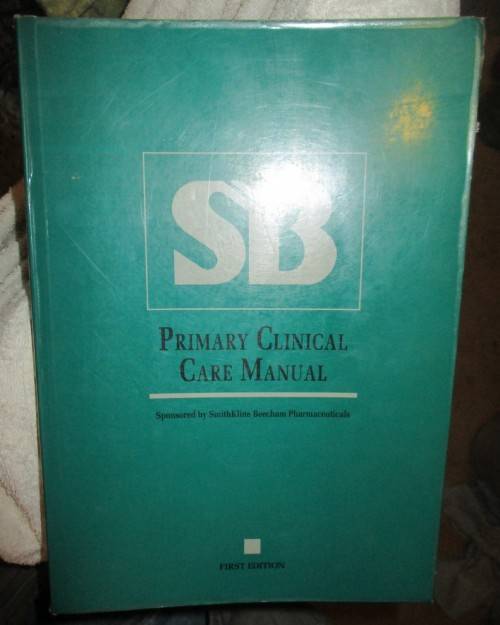 SB
PRIMARY CLINICAL
CARE MANUAL
Sponsored by SmithKline Beecham Pharmaceuticals
FIRST EDITION